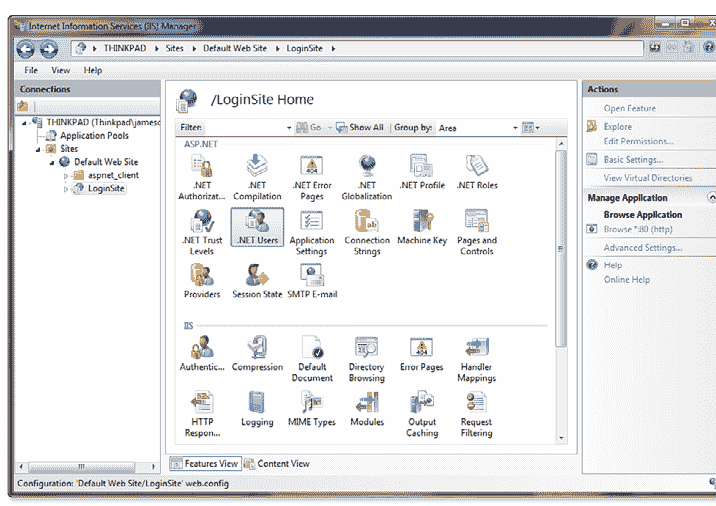 Internet Information Services (IIS) Manager
THINKPAD Sites Default Web Site LoginSite
File View Help
Connections
THINKPAD (Thinkpad\jamesc
Application Pools
Sites
Default Web Site
aspnet_client
LoginSite
/LoginSite Home
Filter: Go Show All Group by: Area
ASP.NET
.NET Authorizat...
.NET Compilation
.NET Error Pages
.NET Globalization
.NET Profile
.NET Roles
.NET Trust Levels
.NET Users
Application Settings
Connection Strings
Machine Key
Pages and Controls
Providers
Session State
SMTP E-mail
IIS
Authentic...
Compression
Default Document
Directory Browsing
Error Pages
Handler Mappings
HTTP Respon...
Logging
MIME Types
Modules
Output Caching
Request Filtering
Features View Content View
Actions
Open Feature
Explore
Edit Permissions...
Basic Settings...
View Virtual Directories
Manage Application
Browse Application
Browse *:80 (http)
Advanced Settings...
Help
Online Help
Configuration: 'Default Web Site/LoginSite' web.config